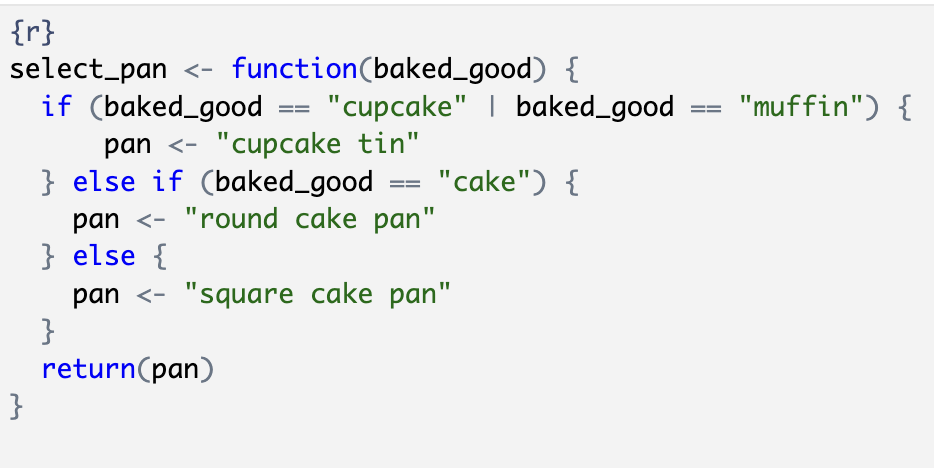 {r}
select_pan <- function(baked_good) {
  if (baked_good == "cupcake" | baked_good == "muffin") {
      pan <- "cupcake tin"
  } else if (baked_good == "cake") {
    pan <- "round cake pan"
  } else {
    pan <- "square cake pan"
  }
  return(pan)
}